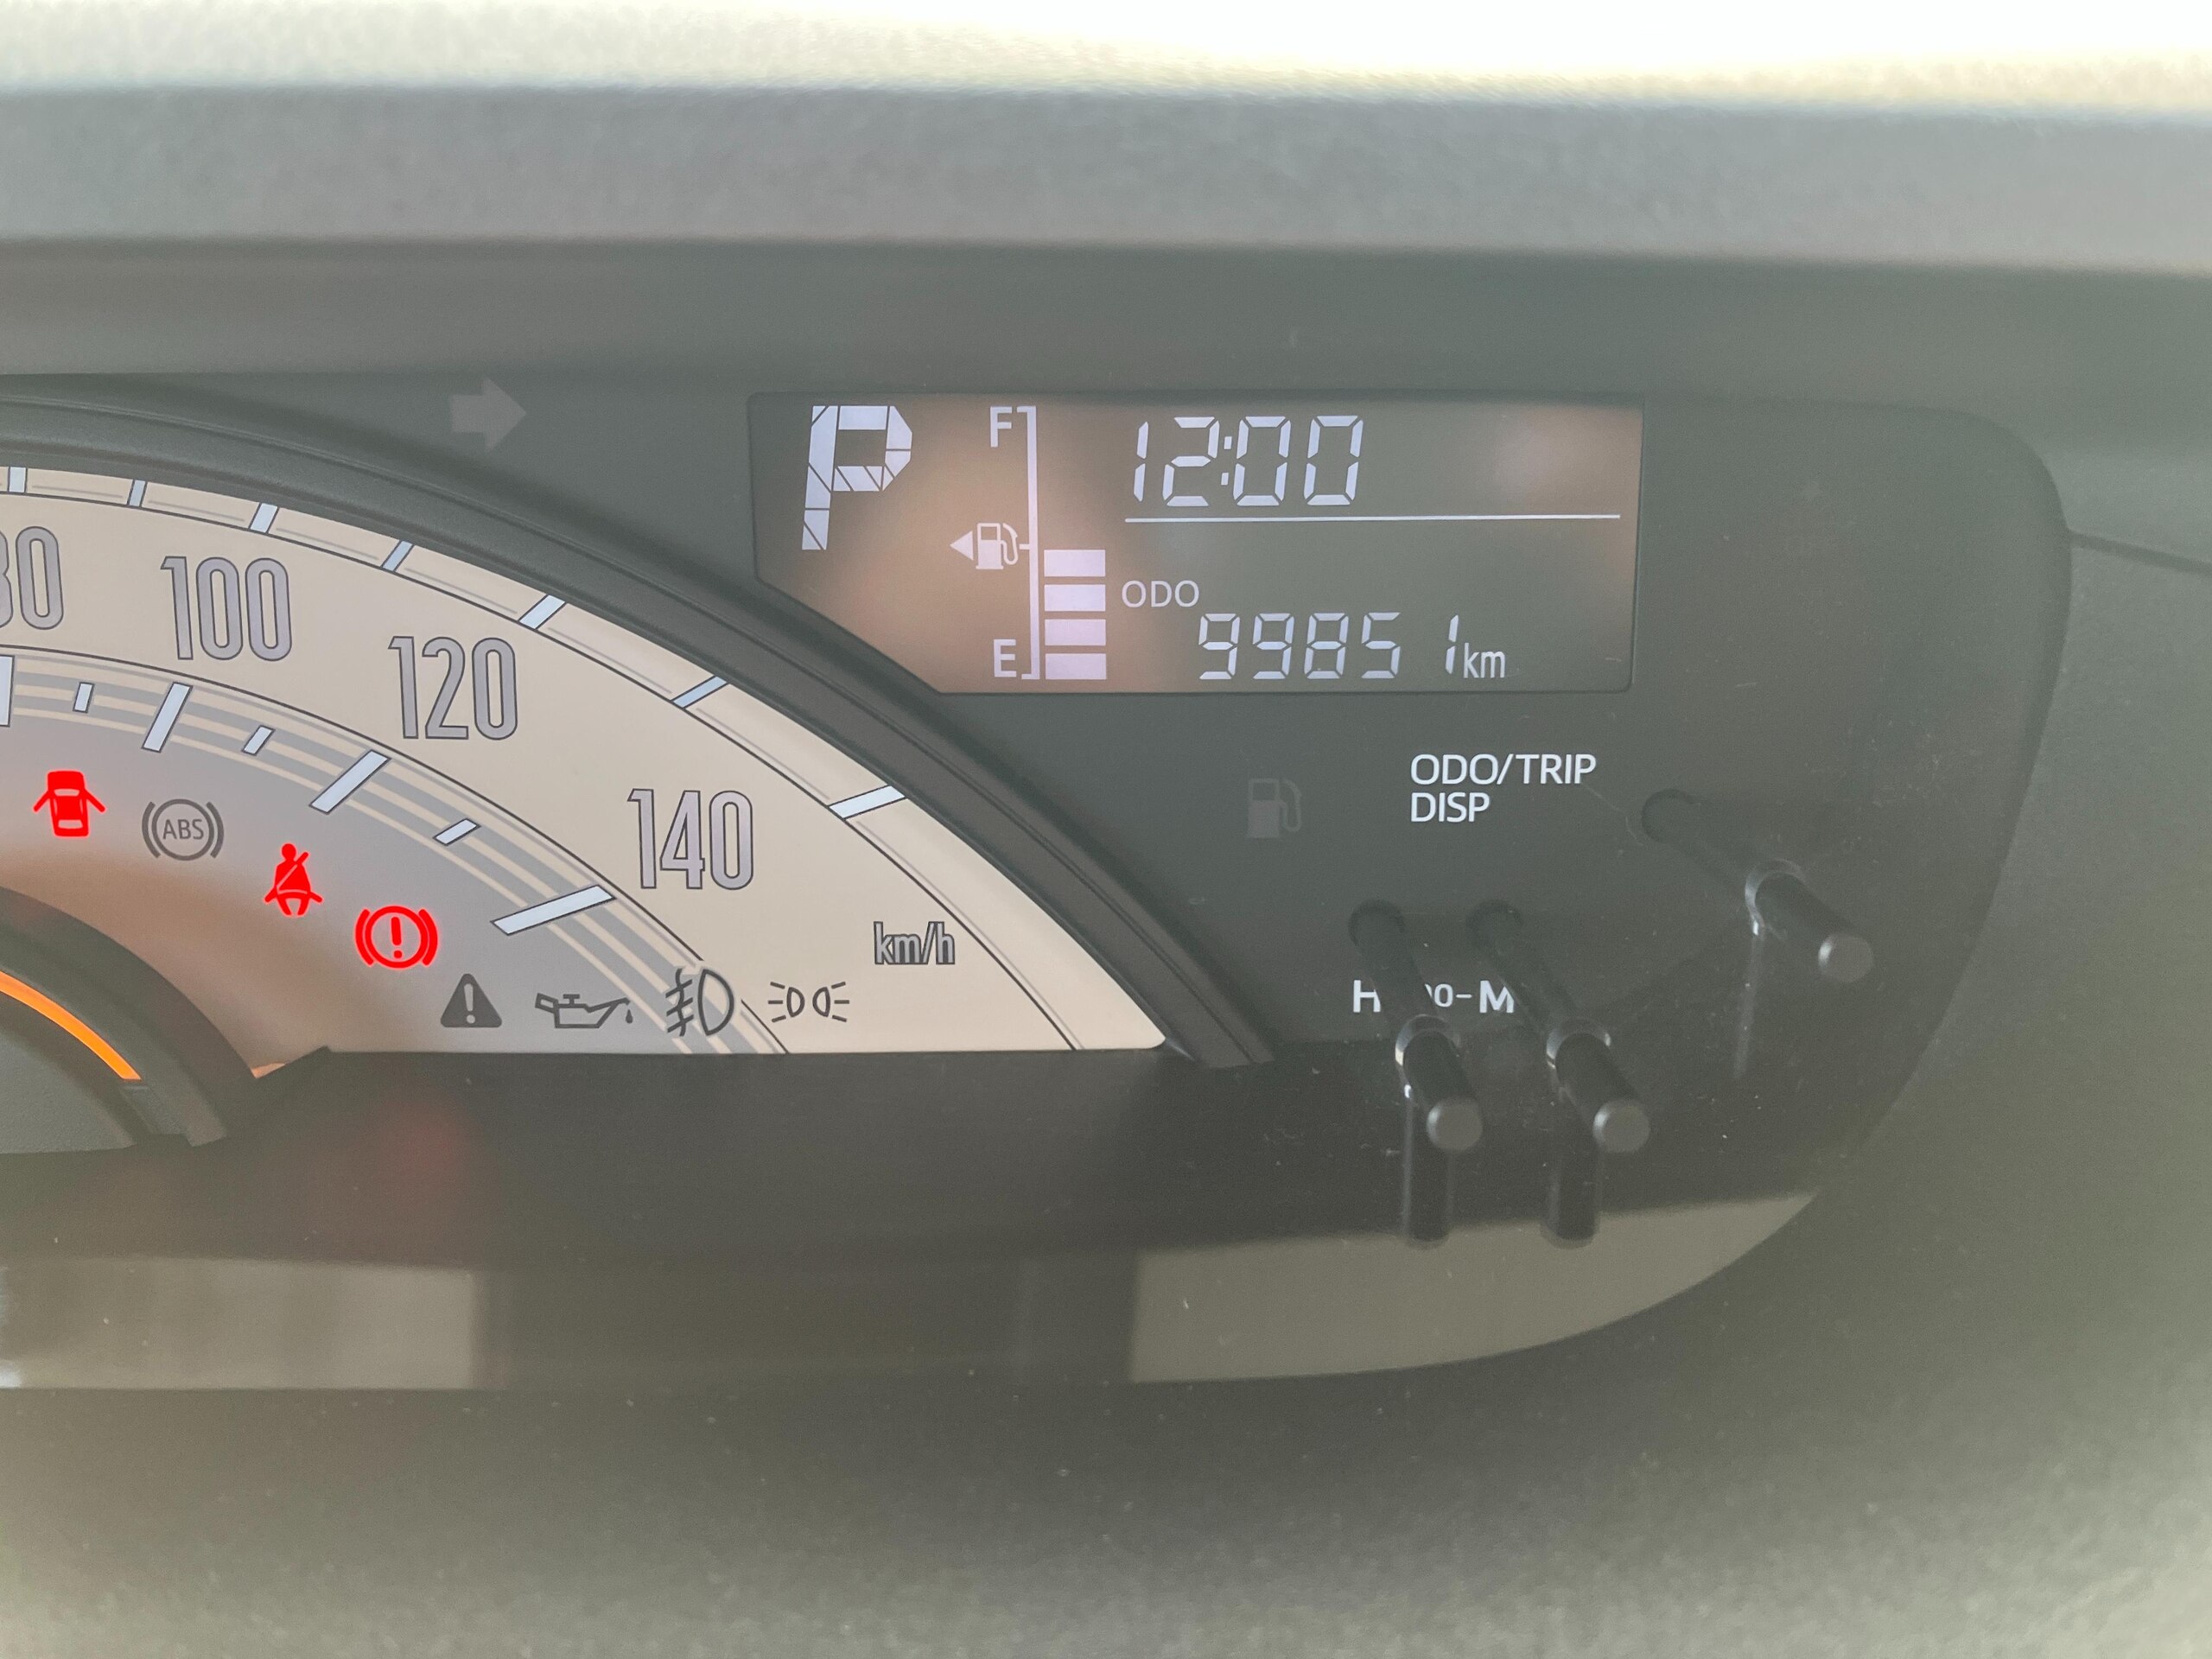 P
F
12:00
E
ODO
99851km
100
120
140
km/h
ABS
ODO/TRIP
DISP
H
M